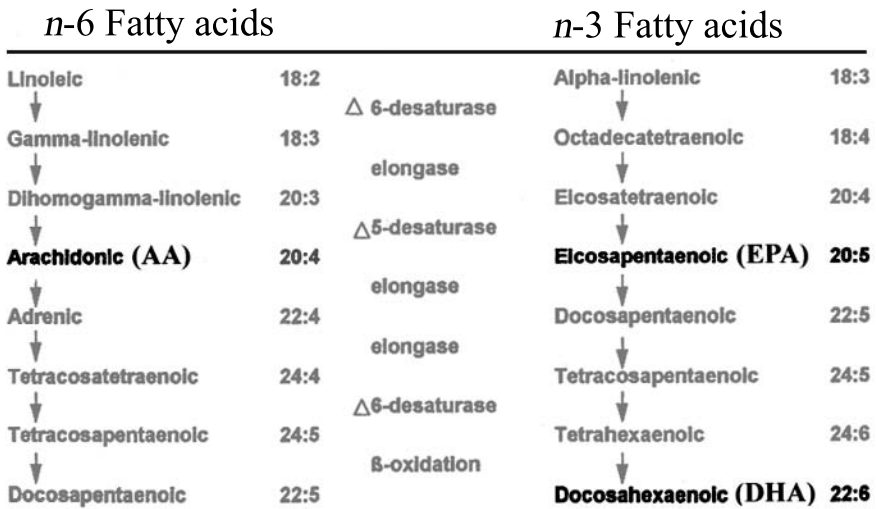 n-6 Fatty acids n-3 Fatty acids
Linoleic 18:2 Alpha-linolenic 18:3
△ 6-desaturase
Gamma-linolenic 18:3 Octadecatetraenoic 18:4
elongase
Dihomogamma-linolenic 20:3 Eicosatetraenoic 20:4
△5-desaturase
Arachidonic (AA) 20:4 Eicosapentaenoic (EPA) 20:5
elongase
Adrenic 22:4 Docosapentaenoic 22:5
elongase
Tetracosatetraenoic 24:4 Tetracosapentaenoic 24:5
△6-desaturase
Tetracosapentaenoic 24:5 Tetrahexaenoic 24:6
ß-oxidation
Docosapentaenoic 22:5 Docosahexaenoic (DHA) 22:6